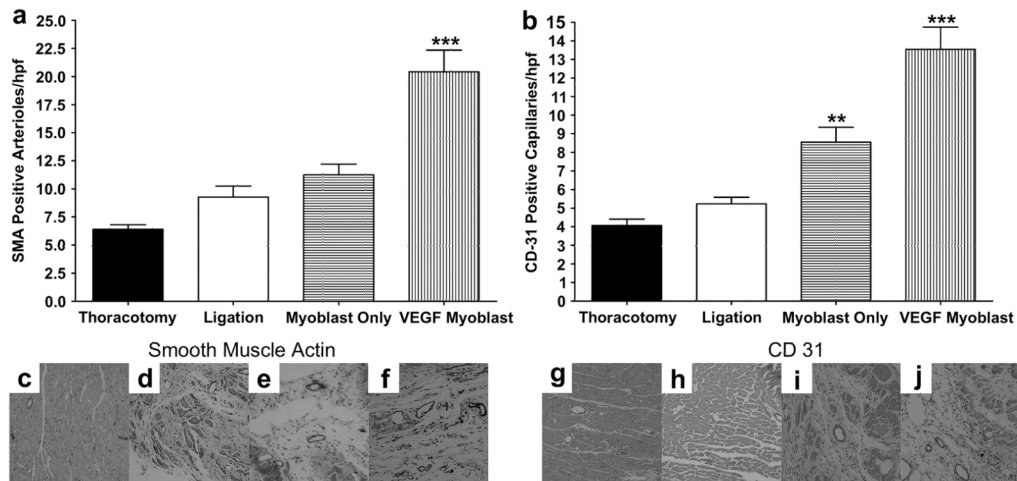 a
SMA Positive Arterioles/hpf
25.0
22.5
20.0
17.5
15.0
12.5
10.0
7.5
5.0
2.5
0.0
***
Thoracotomy
Ligation
Myoblast Only
VEGF Myoblast
b
CD-31 Positive Capillaries/hpf
15
14
13
12
11
10
9
8
7
6
5
4
3
2
1
0
**
***
Thoracotomy
Ligation
Myoblast Only
VEGF Myoblast
Smooth Muscle Actin
c
d
e
f
CD 31
g
h
i
j